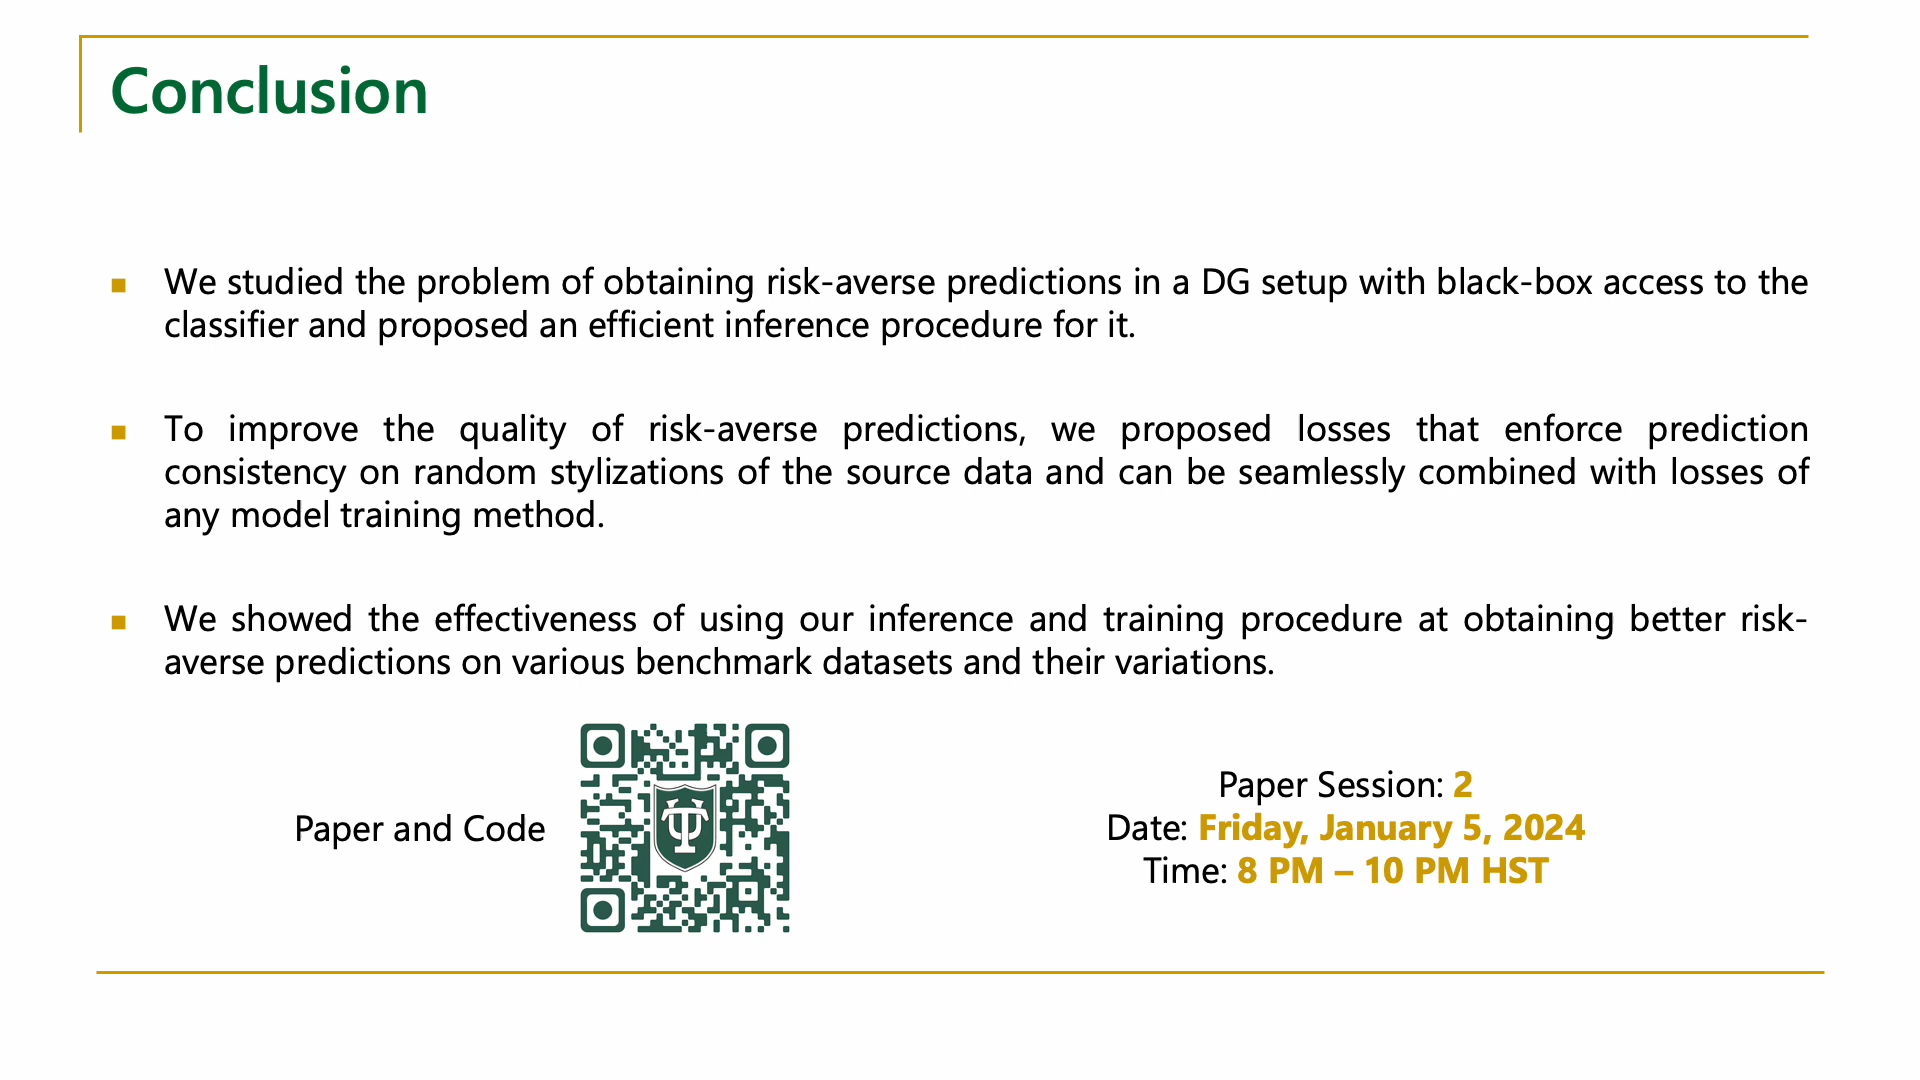 Conclusion
We studied the problem of obtaining risk-averse predictions in a DG setup with black-box access to the
classifier and proposed an efficient inference procedure for it.
To improve the quality of risk-averse predictions, we proposed losses that enforce prediction
consistency on random stylizations of the source data and can be seamlessly combined with losses of
any model training method.
We showed the effectiveness of using our inference and training procedure at obtaining better risk-
averse predictions on various benchmark datasets and their variations.
Paper and Code
Paper Session: 2
Date: Friday, January 5, 2024
Time: 8 PM – 10 PM HST